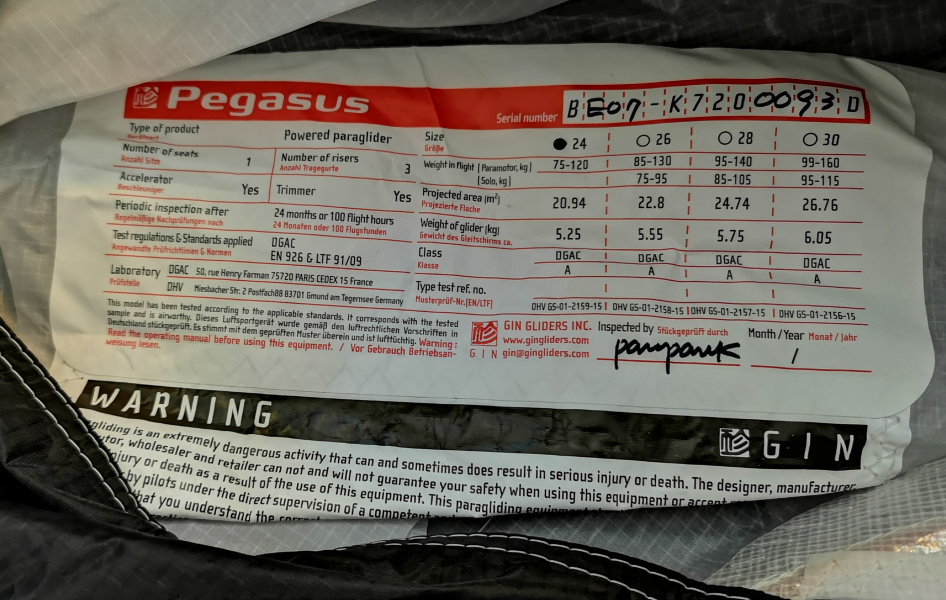 Pegasus
Serial number B E07-K7200093D
Type of product Powered paraglider
Geräteart
Number of seats 1 Number of risers 3
Anzahl Sitze Anzahl Tragegurte
Accelerator Yes Trimmer Yes
Beschleuniger
Periodic inspection after 24 months or 100 flight hours
Regelmäßige Nachprüfungen nach 24 Monaten oder 100 Flugstunden
Test regulations & Standards applied DGAC
Angewandte Prüfrichtlinien & Normen EN 926 & LTF 91/09
Laboratory DGAC 50, rue Henry Farman 75720 PARIS CEDEX 15 France
Prüfstelle DHV Miesbacher Str. 2 Postfach88 83701 Gmund am Tegernsee Germany
This model has been tested according to the applicable standards. It corresponds with the tested
sample and is airworthy. Dieses Luftsportgerät wurde gemäß den luftrechtlichen Vorschriften in
Deutschland stückgeprüft. Es stimmt mit dem geprüften Muster überein und ist lufttüchtig. Warning:
Read the operating manual before using this equipment. / Vor Gebrauch Betriebsan-
weisung lesen.
Size 24 26 28 30
Größe
Weight in flight [Paramotor, kg] 75-120 85-130 95-140 99-160
[Solo, kg] 75-95 85-105 95-115
Projected area (m²) 20.94 22.8 24.74 26.76
Projezierte Fläche
Weight of glider (kg) 5.25 5.55 5.75 6.05
Gewicht des Gleitschirms ca.
Class DGAC DGAC DGAC DGAC
Klasse A A A A
Type test ref. no.
Musterprüf-Nr.[EN/LTF] DHV GS-01-2159-15 DHV GS-01-2158-15 DHV GS-01-2157-15 DHV GS-01-2156-15
GIN GLIDERS INC.
www.gingliders.com
GIN gin@gingliders.com
Inspected by Stückgeprüft durch
Month / Year Monat / Jahr
/
WARNING
GIN
gliding is an extremely dangerous activity that can and sometimes does result in serious injury or death. The designer, manufacturer,
utor, wholesaler and retailer can not and will not guarantee your safety when using this equipment or accept
njury or death as a result of the use of this equipment. This paragliding equipment
by pilots under the direct supervision of a competent
hat you understand the